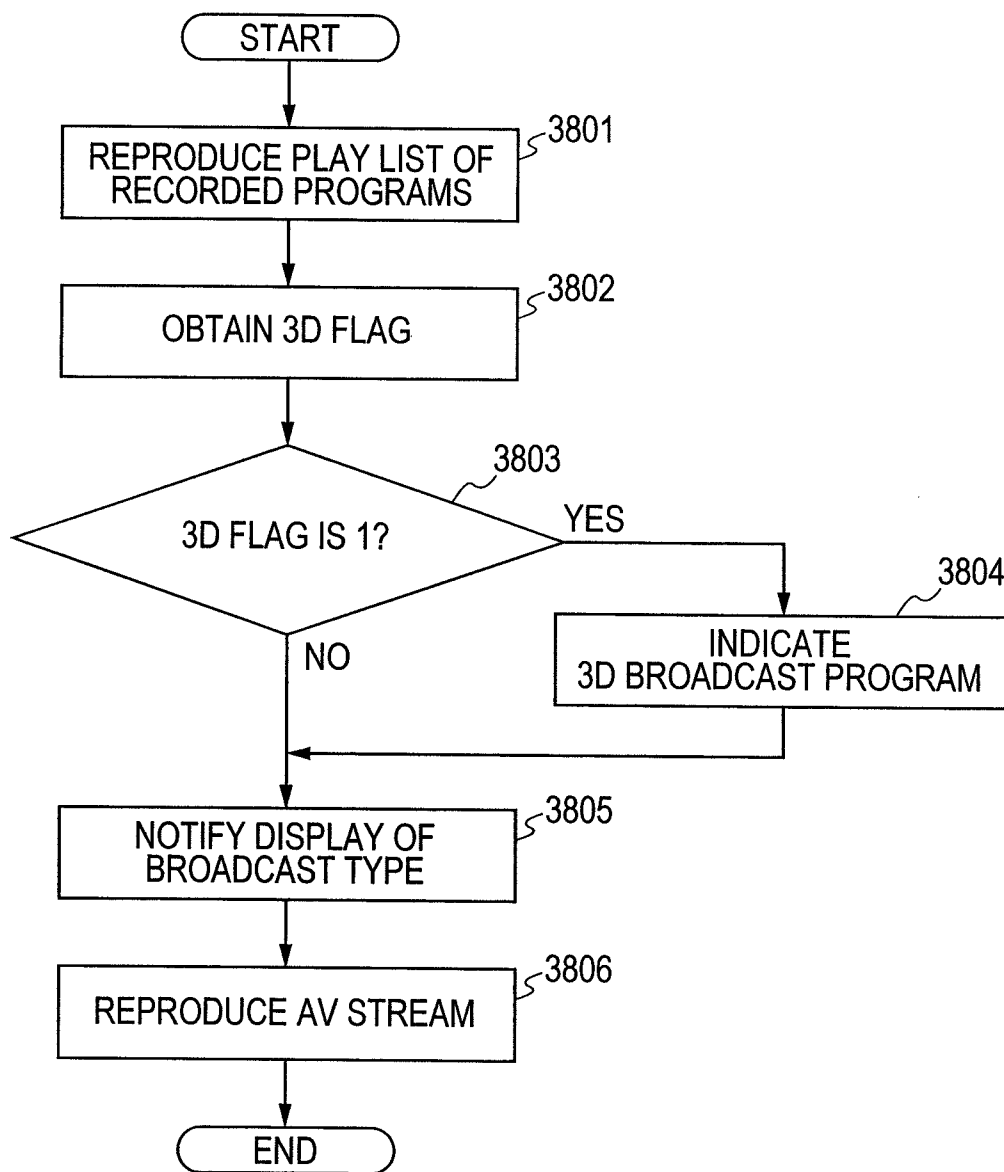 START
3801
REPRODUCE PLAY LIST OF
RECORDED PROGRAMS
3802
OBTAIN 3D FLAG
3803
3D FLAG IS 1?
YES
NO
3804
INDICATE
3D BROADCAST PROGRAM
3805
NOTIFY DISPLAY OF
BROADCAST TYPE
3806
REPRODUCE AV STREAM
END